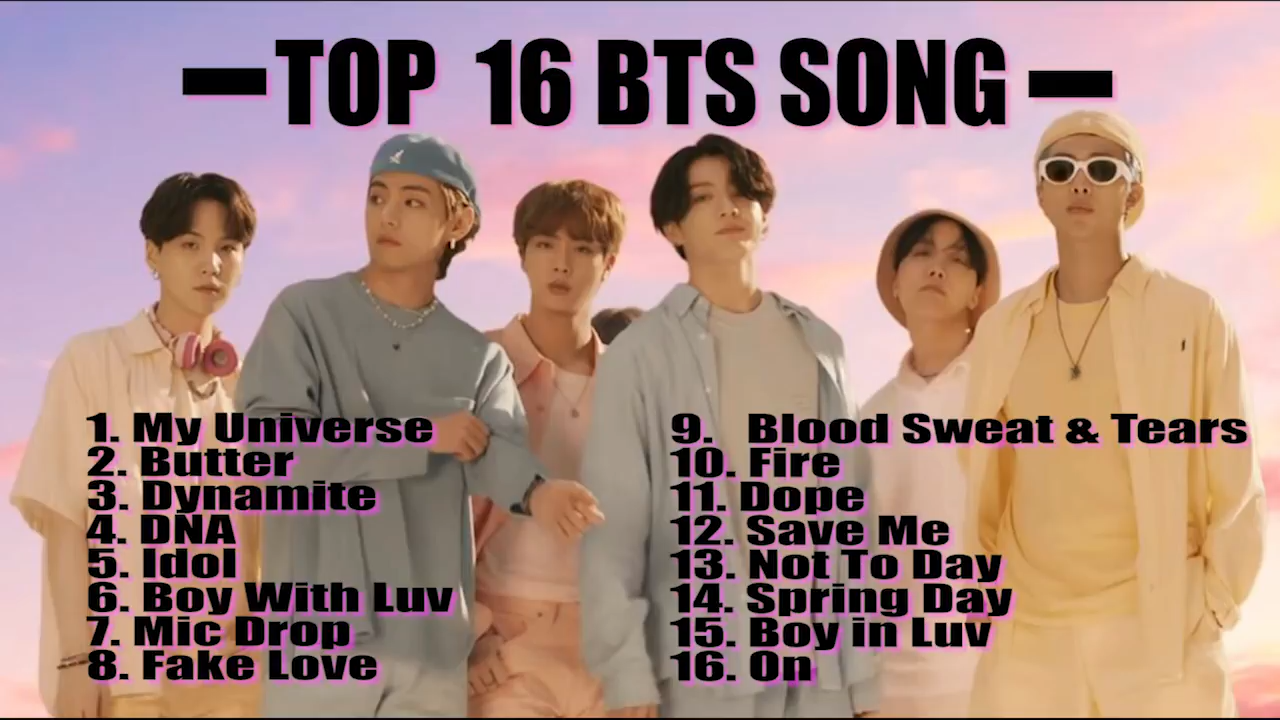 — TOP 16 BTS SONG —
1. My Universe
2. Butter
3. Dynamite
4. DNA
5. Idol
6. Boy With Luv
7. Mic Drop
8. Fake Love
9. Blood Sweat & Tears
10. Fire
11. Dope
12. Save Me
13. Not To Day
14. Spring Day
15. Boy in Luv
16. On